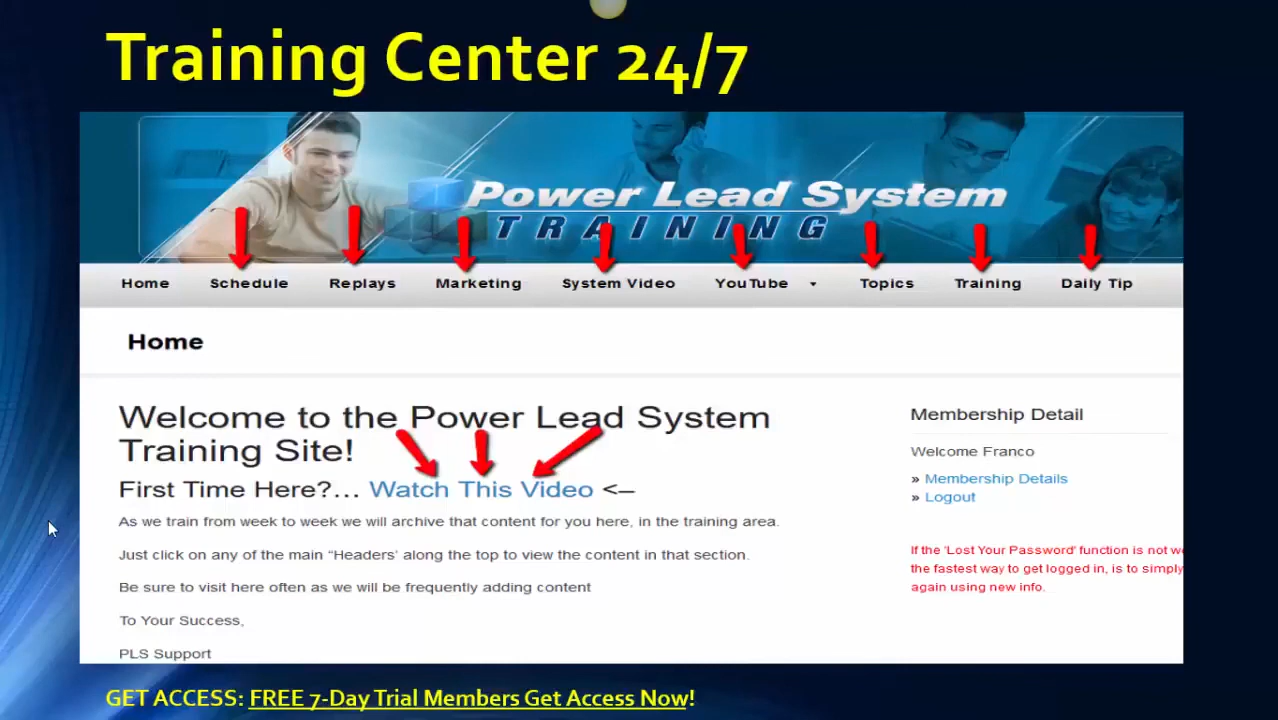 Training Center 24/7
Power Lead System
TRAINING
Home Schedule Replays Marketing System Video YouTube Topics Training Daily Tip
Home
Welcome to the Power Lead System
Training Site!
First Time Here?… Watch This Video <–
As we train from week to week we will archive that content for you here, in the training area.
Just click on any of the main “Headers’ along the top to view the content in that section.
Be sure to visit here often as we will be frequently adding content
To Your Success,
PLS Support
Membership Detail
Welcome Franco
» Membership Details
» Logout
If the 'Lost Your Password' function is not
the fastest way to get logged in, is to simply
again using new info.
GET ACCESS: FREE 7-Day Trial Members Get Access Now!